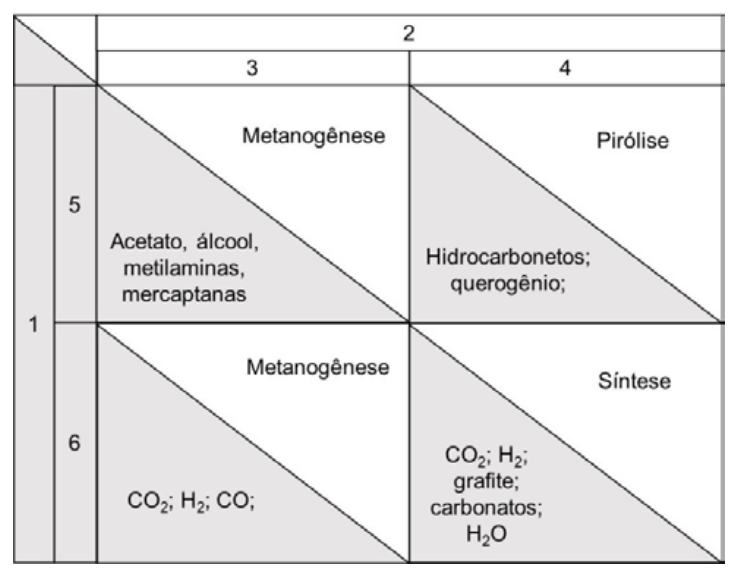 2
3
4
1
5
Metanogênese
Acetato, álcool,
metilaminas,
mercaptanas
Pirólise
Hidrocarbonetos;
querogênio;
6
Metanogênese
CO₂; H₂; CO;
Síntese
CO₂; H₂;
grafite;
carbonatos;
H₂O